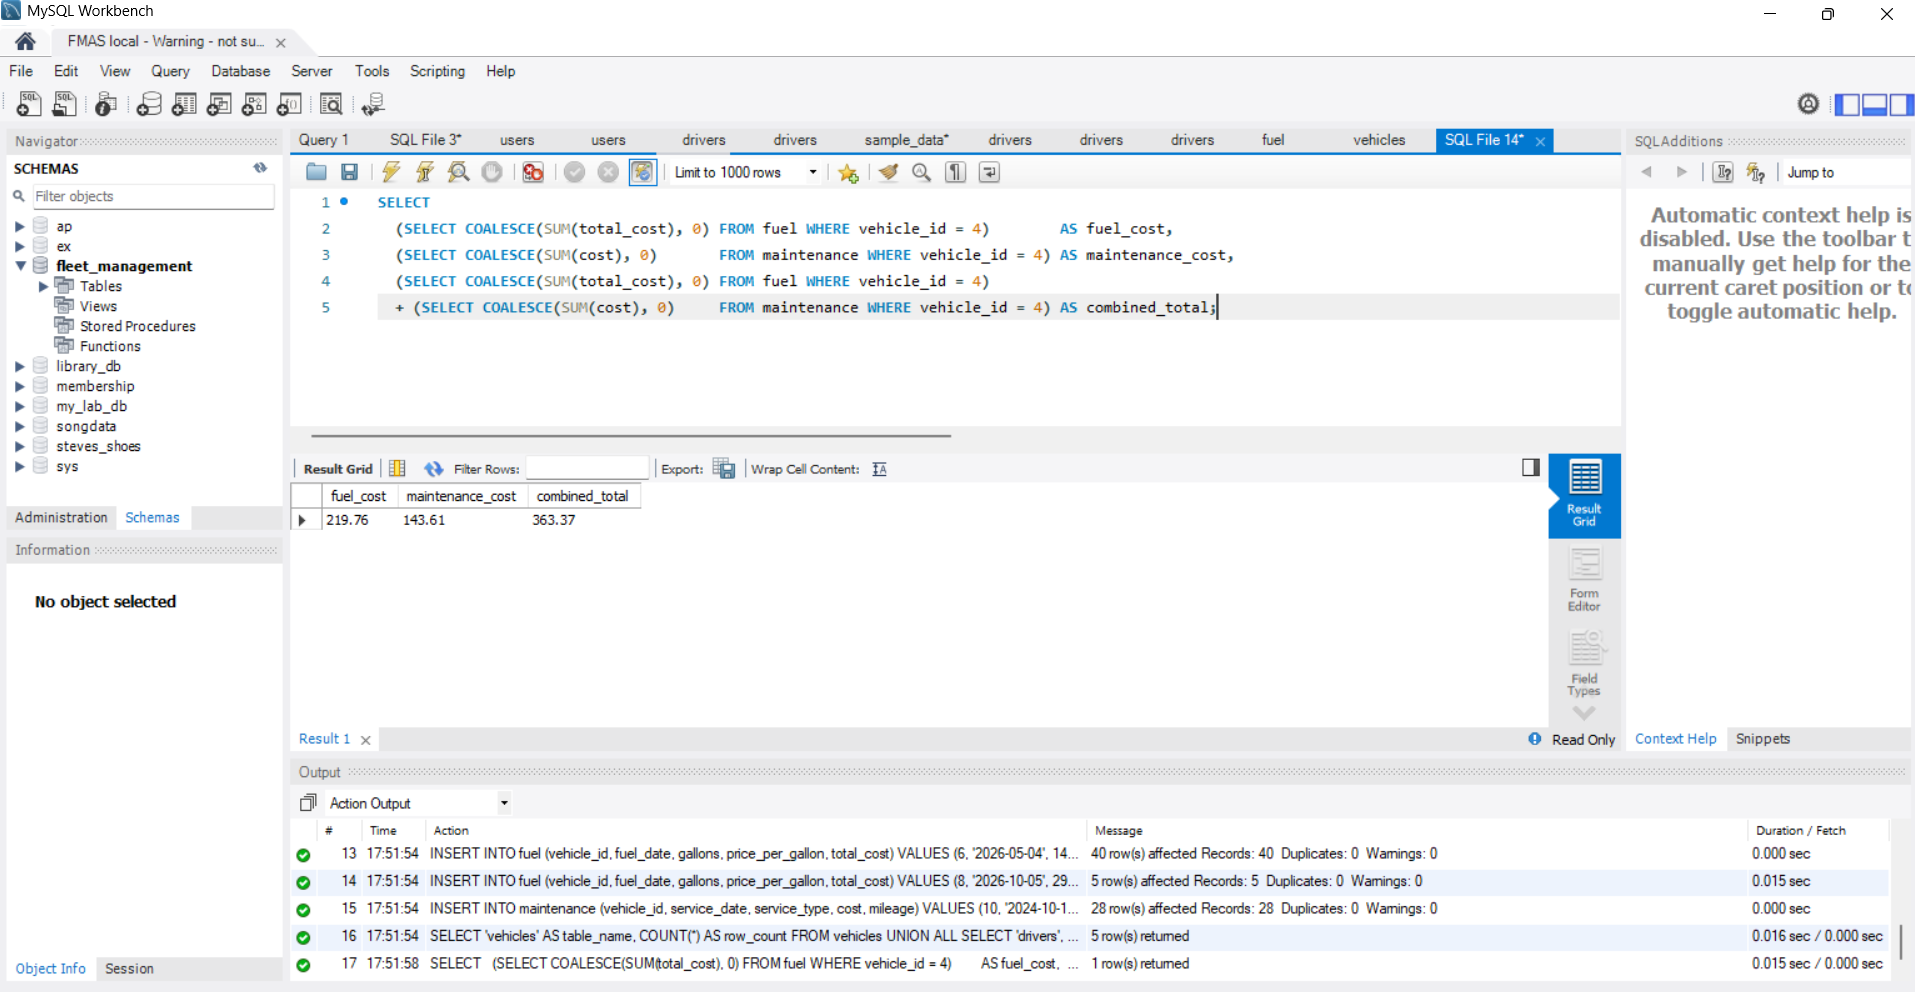 MySQL Workbench
FMAS local - Warning - not su...
File Edit View Query Database Server Tools Scripting Help
Navigator
SCHEMAS
Filter objects
ap
ex
fleet_management
Tables
Views
Stored Procedures
Functions
library_db
membership
my_lab_db
songdata
steves_shoes
sys
Administration Schemas
Information
No object selected
Object Info Session
Query 1 SQL File 3* users users drivers drivers sample_data* drivers drivers drivers fuel vehicles SQL File 14*
Limit to 1000 rows
1 SELECT
2 (SELECT COALESCE(SUM(total_cost), 0) FROM fuel WHERE vehicle_id = 4) AS fuel_cost,
3 (SELECT COALESCE(SUM(cost), 0) FROM maintenance WHERE vehicle_id = 4) AS maintenance_cost,
4 (SELECT COALESCE(SUM(total_cost), 0) FROM fuel WHERE vehicle_id = 4)
5 + (SELECT COALESCE(SUM(cost), 0) FROM maintenance WHERE vehicle_id = 4) AS combined_total;
Result Grid Filter Rows: Export: Wrap Cell Content:
fuel_cost maintenance_cost combined_total
219.76 143.61 363.37
Result Grid
Form Editor
Field Types
Result 1 Read Only
SQLAdditions
Jump to
Automatic context help is
disabled. Use the toolbar t
manually get help for the
current caret position or to
toggle automatic help.
Context Help Snippets
Output
Action Output
# Time Action Message Duration / Fetch
13 17:51:54 INSERT INTO fuel (vehicle_id, fuel_date, gallons, price_per_gallon, total_cost) VALUES (6, '2026-05-04', 14... 40 row(s) affected Records: 40 Duplicates: 0 Warnings: 0 0.000 sec
14 17:51:54 INSERT INTO fuel (vehicle_id, fuel_date, gallons, price_per_gallon, total_cost) VALUES (8, '2026-10-05', 29... 5 row(s) affected Records: 5 Duplicates: 0 Warnings: 0 0.015 sec
15 17:51:54 INSERT INTO maintenance (vehicle_id, service_date, service_type, cost, mileage) VALUES (10, '2024-10-1... 28 row(s) affected Records: 28 Duplicates: 0 Warnings: 0 0.000 sec
16 17:51:54 SELECT 'vehicles' AS table_name, COUNT(*) AS row_count FROM vehicles UNION ALL SELECT 'drivers', ... 5 row(s) returned 0.016 sec / 0.000 sec
17 17:51:58 SELECT (SELECT COALESCE(SUM(total_cost), 0) FROM fuel WHERE vehicle_id = 4) AS fuel_cost, ... 1 row(s) returned 0.015 sec / 0.000 sec